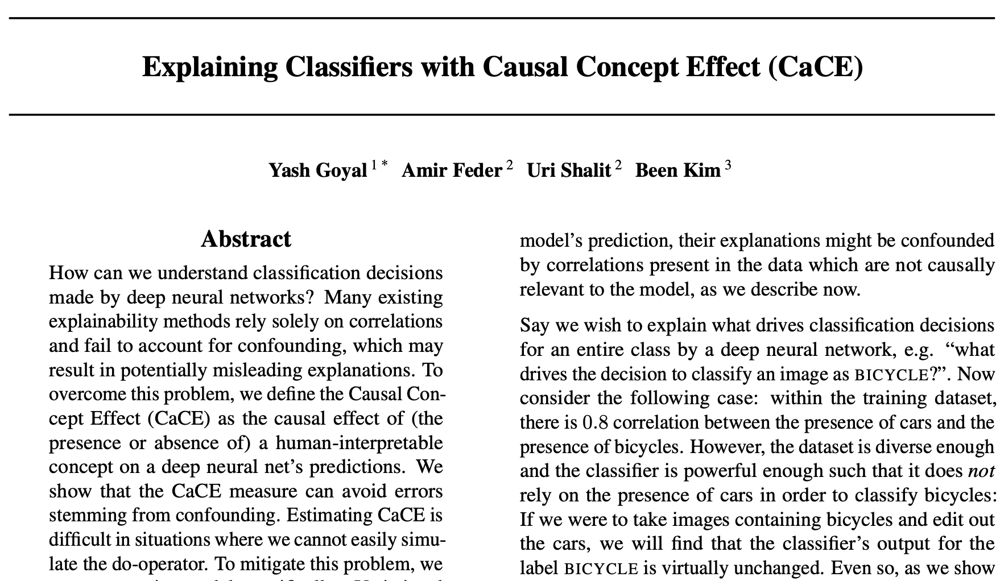 Explaining Classifiers with Causal Concept Effect (CaCE)
Yash Goyal 1 * Amir Feder 2 Uri Shalit 2 Been Kim 3
Abstract
How can we understand classification decisions
made by deep neural networks? Many existing
explainability methods rely solely on correlations
and fail to account for confounding, which may
result in potentially misleading explanations. To
overcome this problem, we define the Causal Con-
cept Effect (CaCE) as the causal effect of (the
presence or absence of) a human-interpretable
concept on a deep neural net's predictions. We
show that the CaCE measure can avoid errors
stemming from confounding. Estimating CaCE is
difficult in situations where we cannot easily simu-
late the do-operator. To mitigate this problem, we
model's prediction, their explanations might be confounded
by correlations present in the data which are not causally
relevant to the model, as we describe now.
Say we wish to explain what drives classification decisions
for an entire class by a deep neural network, e.g. “what
drives the decision to classify an image as BICYCLE?”. Now
consider the following case: within the training dataset,
there is 0.8 correlation between the presence of cars and the
presence of bicycles. However, the dataset is diverse enough
and the classifier is powerful enough such that it does not
rely on the presence of cars in order to classify bicycles:
If we were to take images containing bicycles and edit out
the cars, we will find that the classifier's output for the
label BICYCLE is virtually unchanged. Even so, as we show